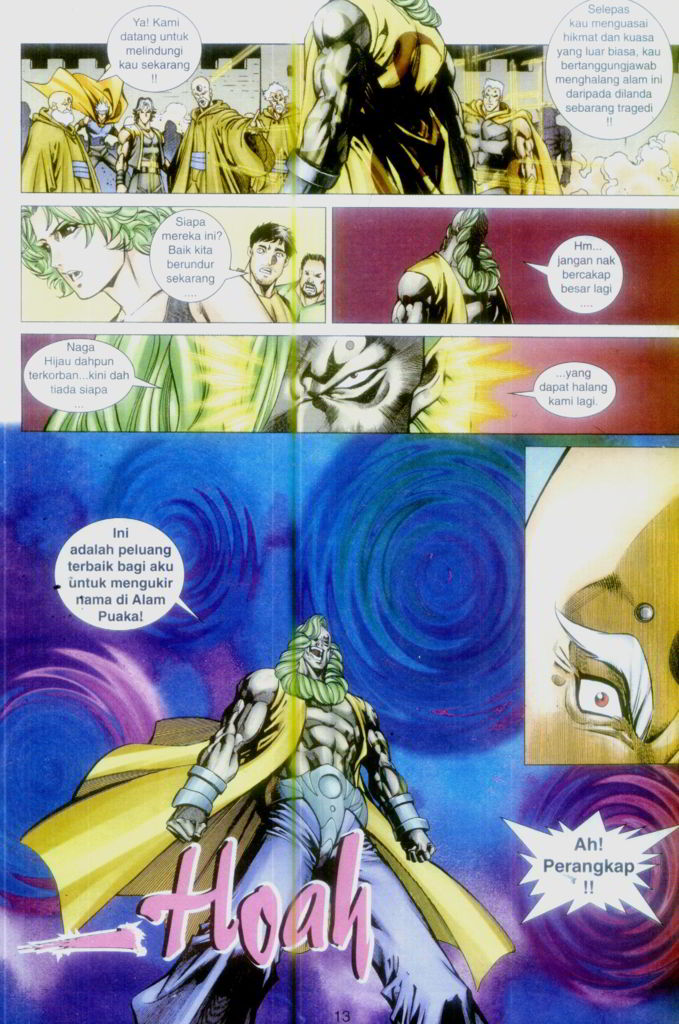 Ya! Kami
datang untuk
melindungi
kau sekarang
!!
Selepas
kau menguasai
hikmat dan kuasa
yang luar biasa, kau
bertanggungjawab
menghalang alam ini
daripada dilanda
sebarang tragedi
!!
Siapa
mereka ini?
Baik kita
berundur
sekarang
....
Hm...
jangan nak
bercakap
besar lagi
....
Naga
Hijau dahpun
terkorban...kini dah
tiada siapa
...
...yang
dapat halang
kami lagi.
Ini
adalah peluang
terbaik bagi aku
untuk mengukir
nama di Alam
Puaka!
Ah!
Perangkap
!!
Hoah
13